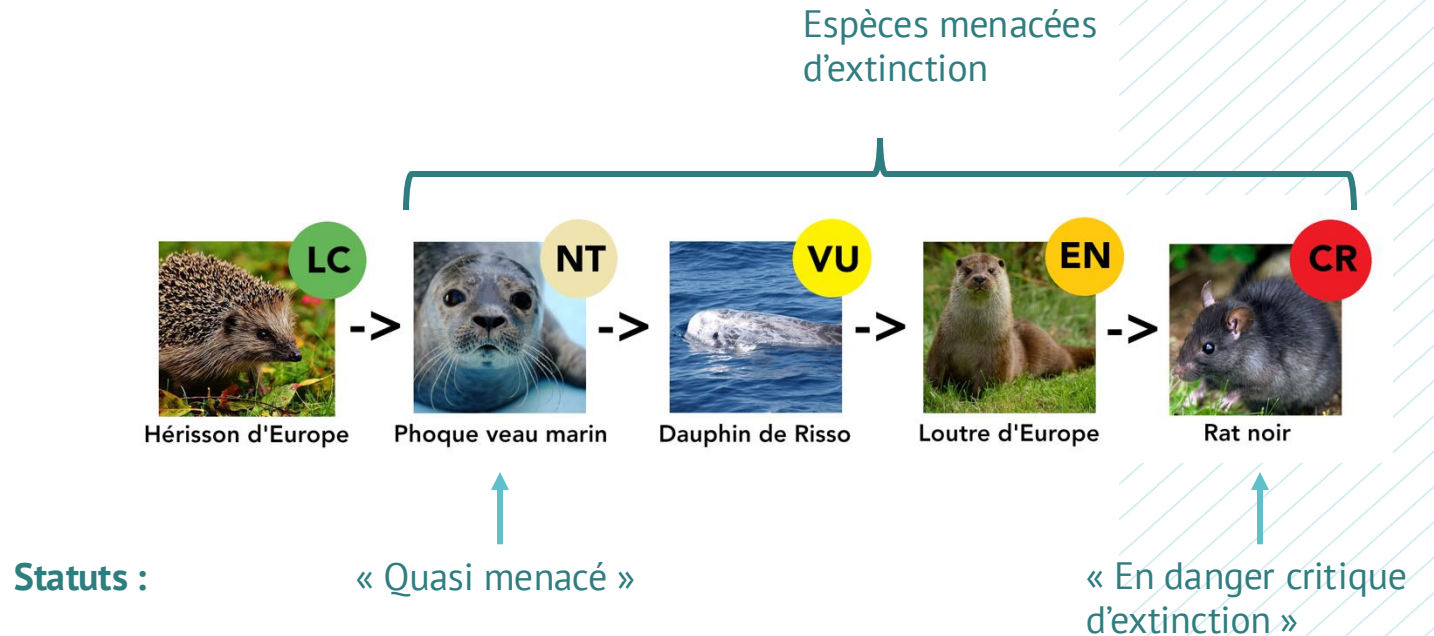 Espèces menacées
d'extinction
LC
NT
VU
EN
CR
->
->
->
->
Hérisson d'Europe
Phoque veau marin
Dauphin de Risso
Loutre d'Europe
Rat noir
Statuts :
« Quasi menacé »
« En danger critique
d'extinction »